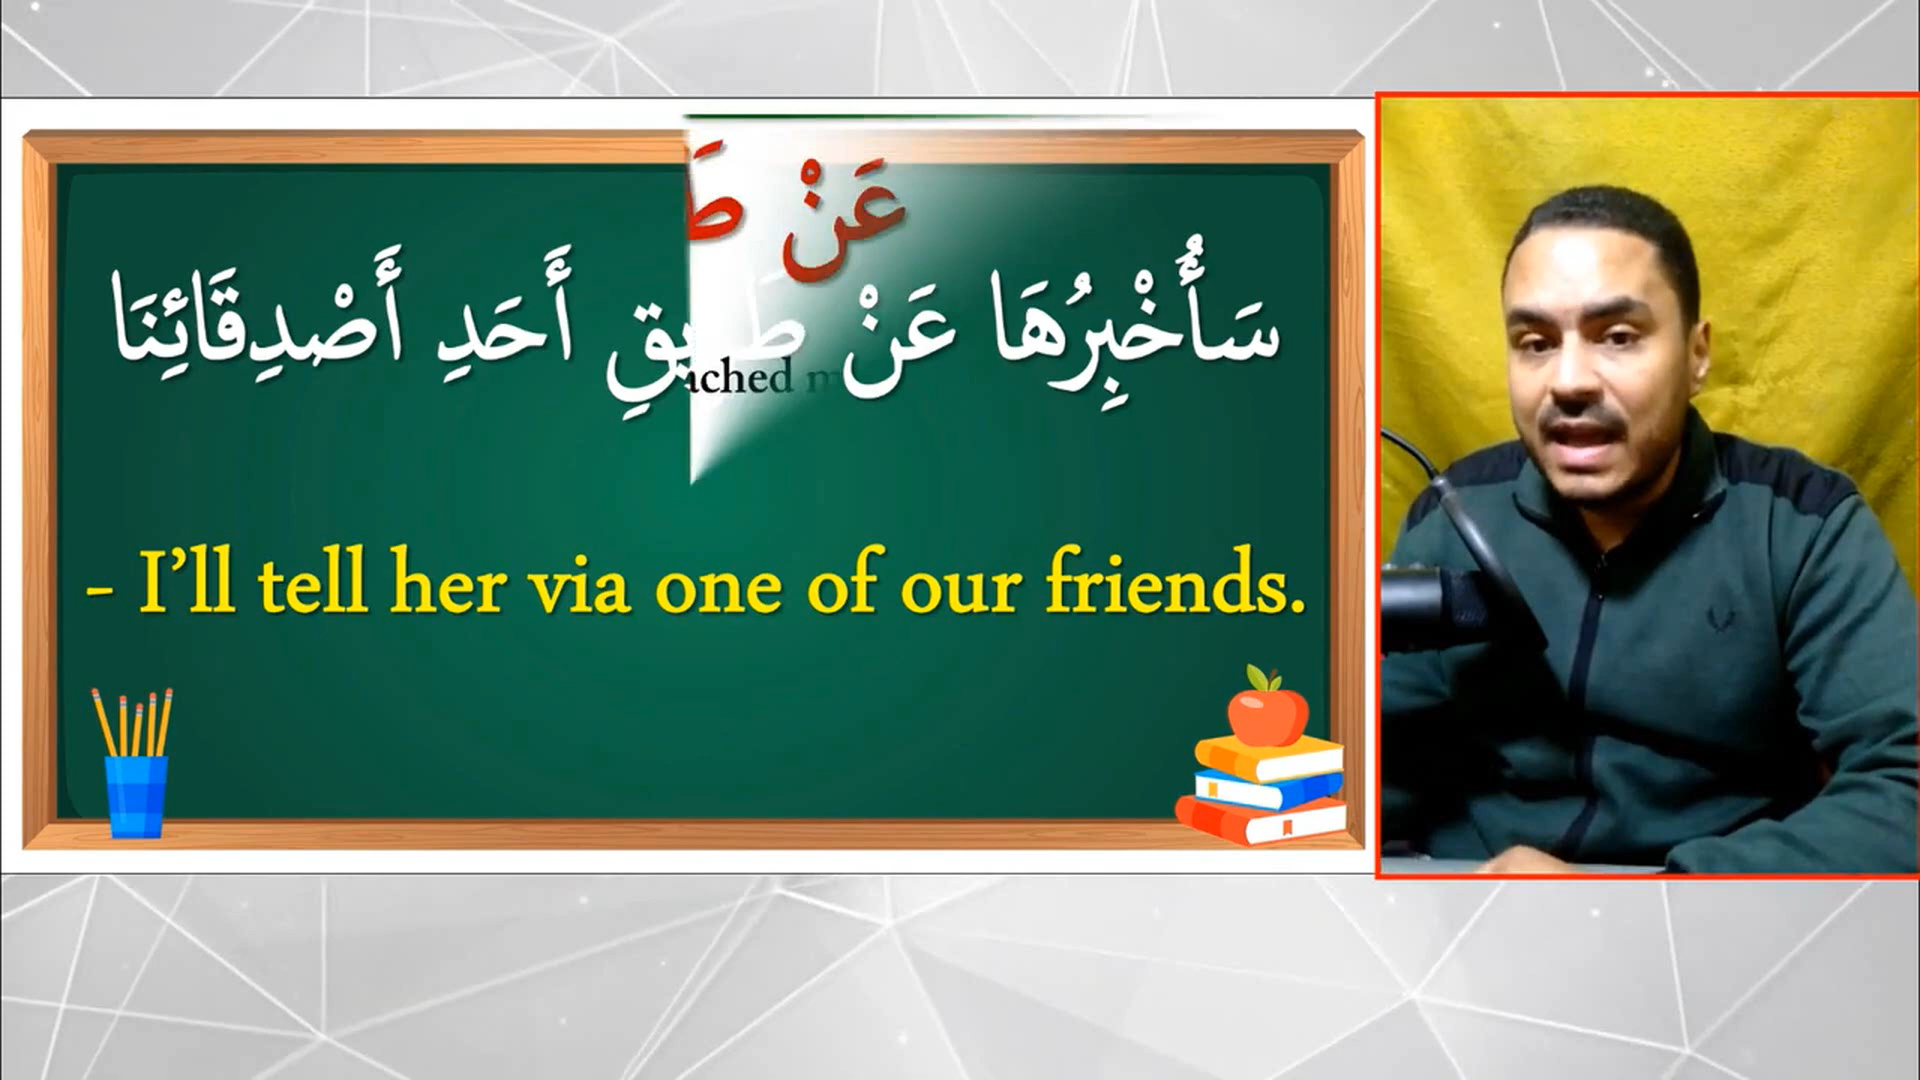 عَنْ
سَأُخْبِرُهَا عَنْ طَرِيقِ أَحَدِ أَصْدِقَائِنَا
- I’ll tell her via one of our friends.